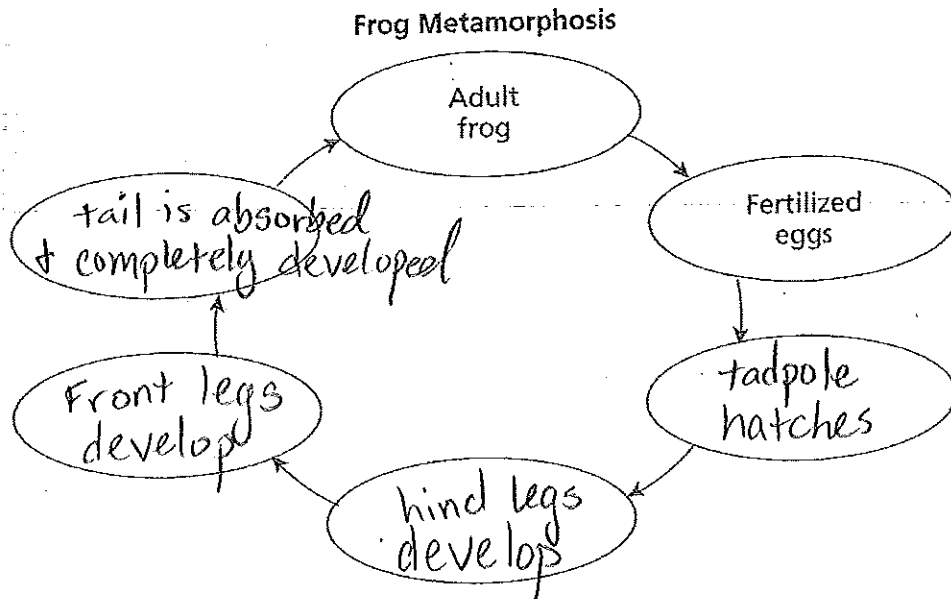 Frog Metamorphosis
Adult
frog
Fertilized
eggs
tadpole
hatches
hind legs
develop
Front legs
develop
tail is absorbed
& completely developed